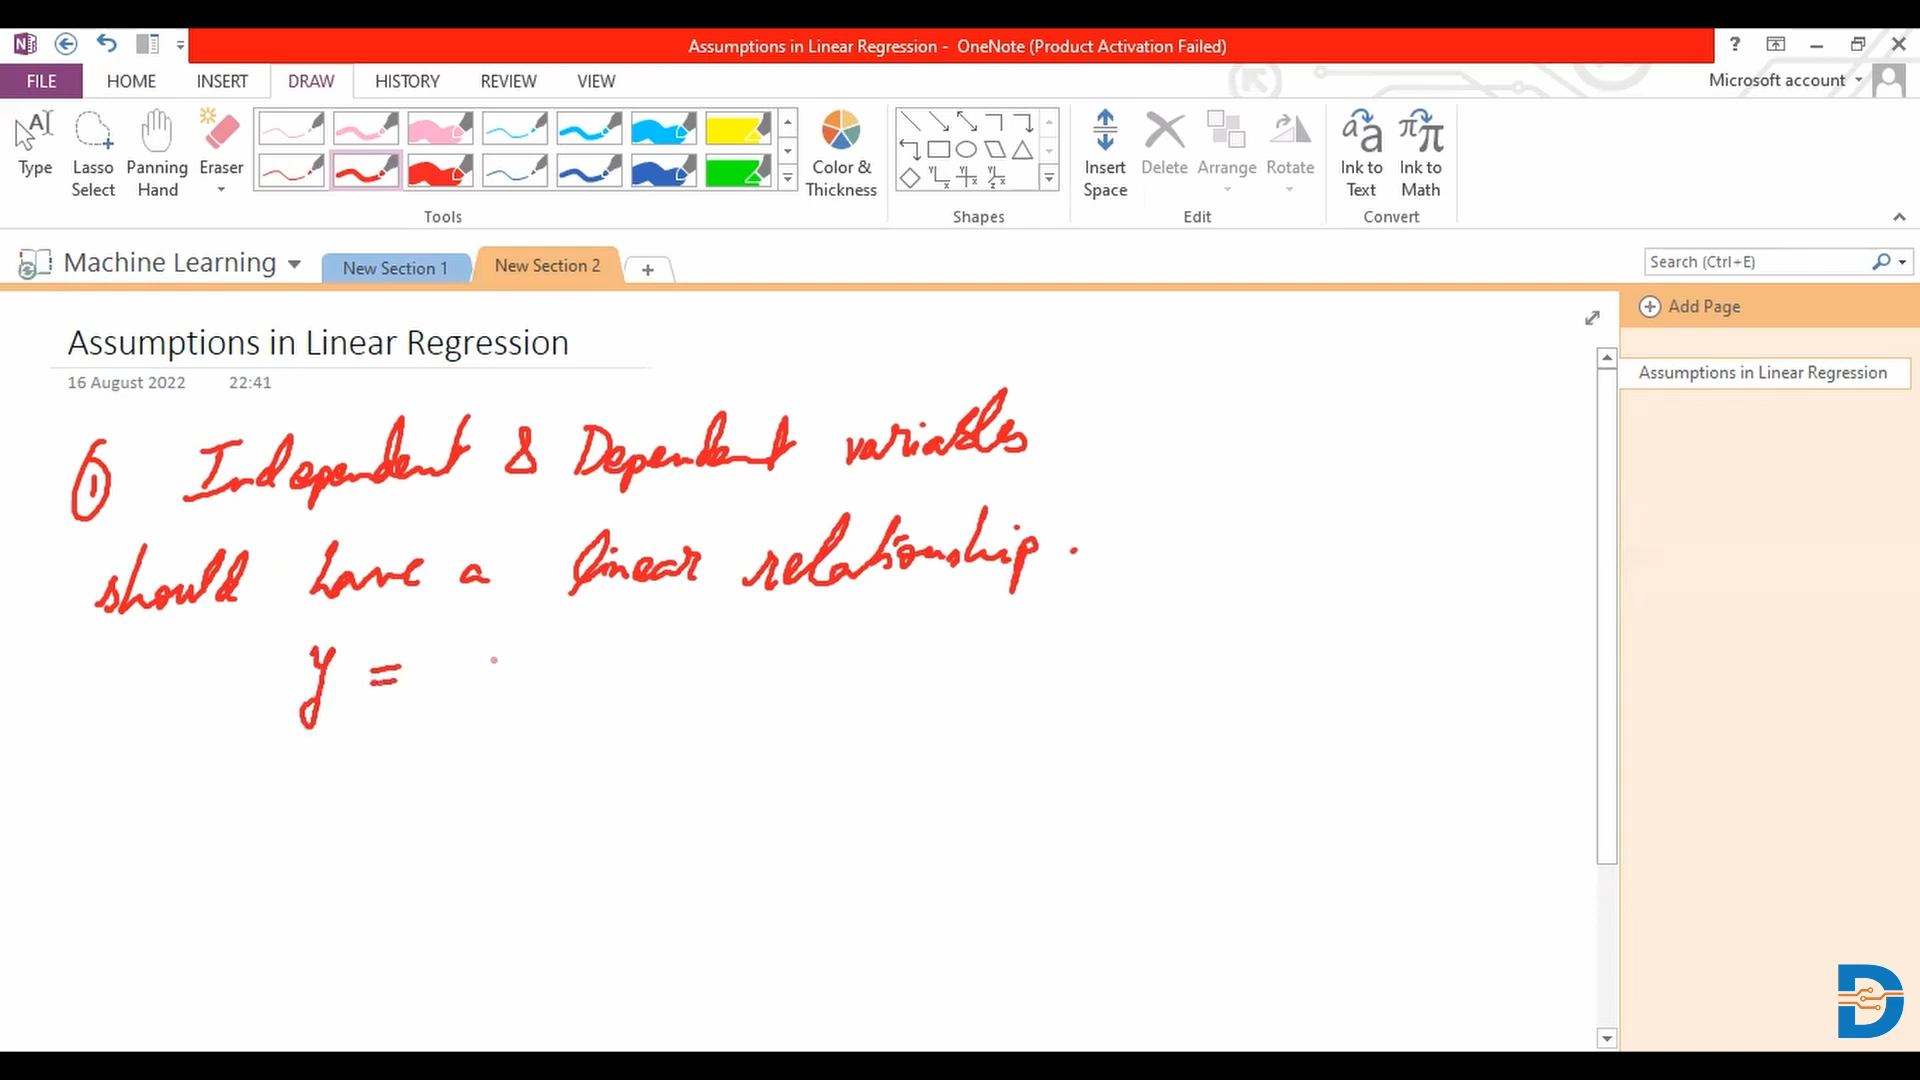 Assumptions in Linear Regression - OneNote (Product Activation Failed)
?
FILE HOME INSERT DRAW HISTORY REVIEW VIEW
Microsoft account
Type
Lasso Select
Panning Hand
Eraser
Color & Thickness
Insert Space
Delete
Arrange
Rotate
Ink to Text
Ink to Math
Tools
Shapes
Edit
Convert
Machine Learning
New Section 1
New Section 2
+
Search (Ctrl+E)
Add Page
Assumptions in Linear Regression
Assumptions in Linear Regression
16 August 2022 22:41
① Independent & Dependent variables
should have a linear relationship.
y =